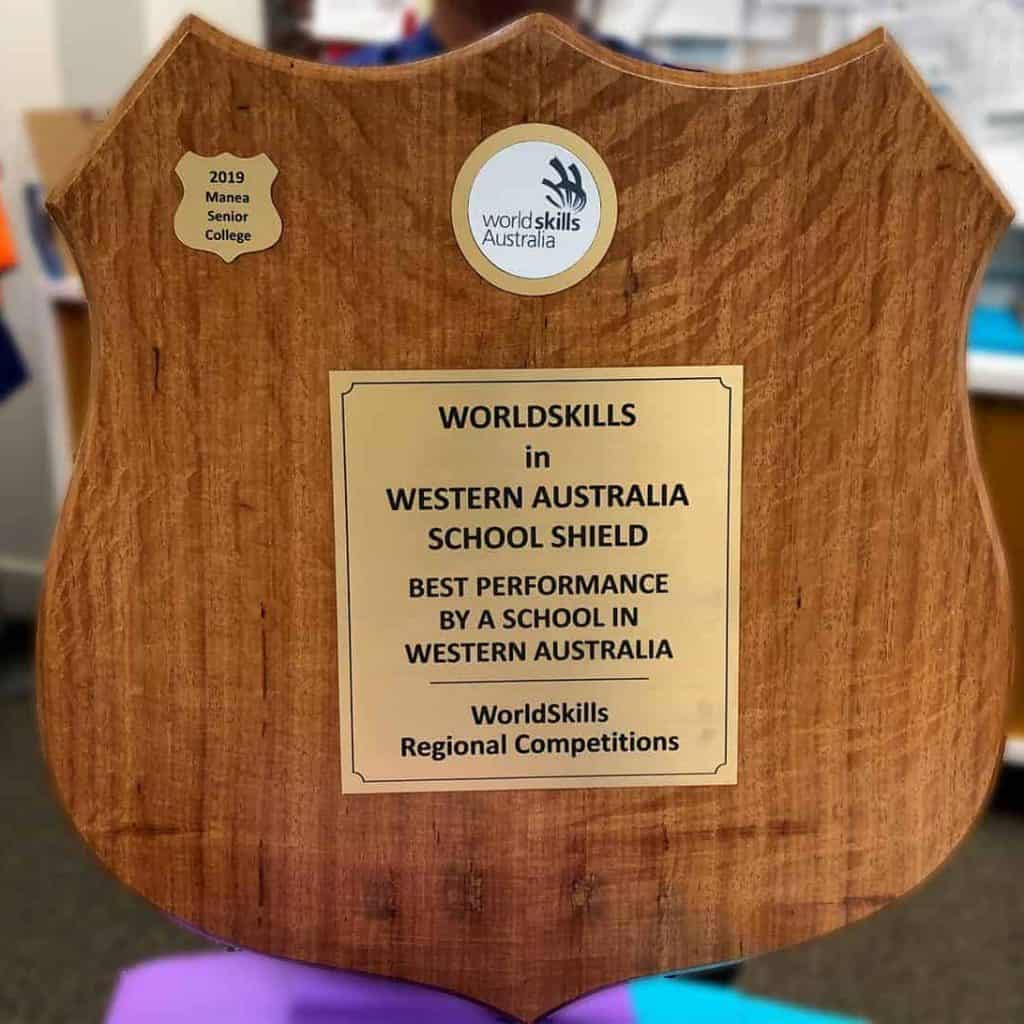 2019
Manea
Senior
College
worldskills
Australia
WORLDSKILLS
in
WESTERN AUSTRALIA
SCHOOL SHIELD
BEST PERFORMANCE
BY A SCHOOL IN
WESTERN AUSTRALIA
WorldSkills
Regional Competitions